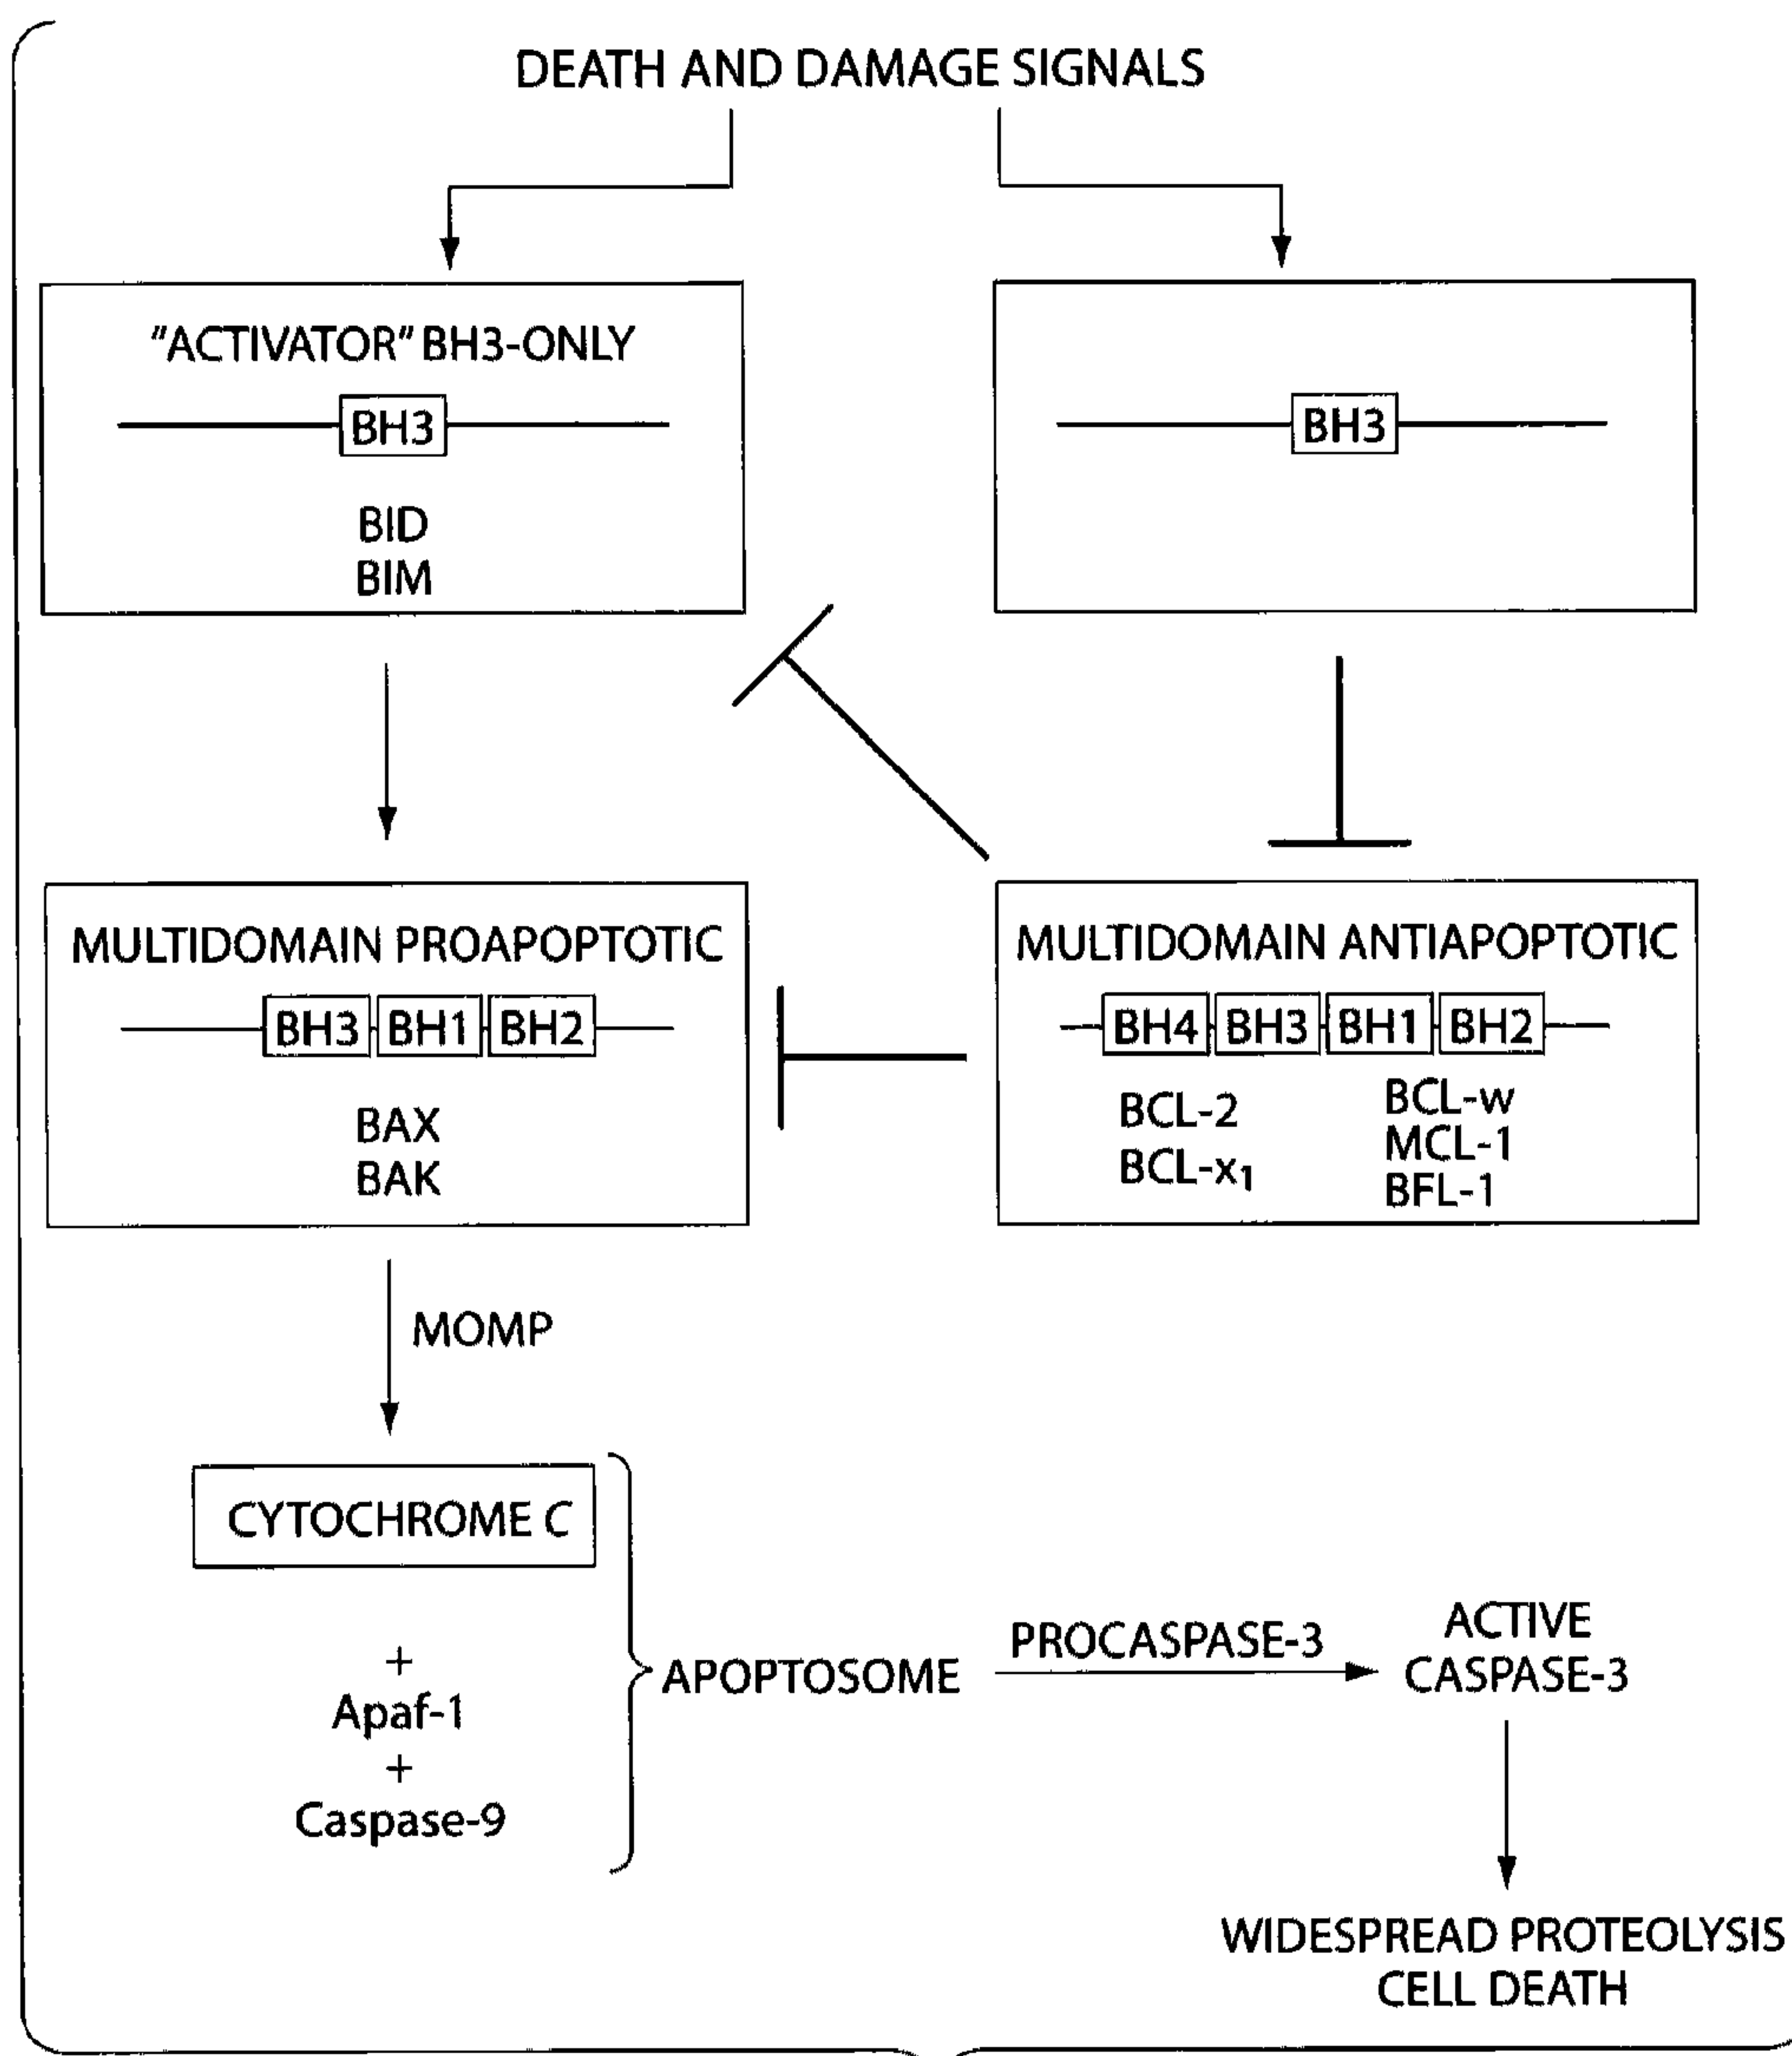 DEATH AND DAMAGE SIGNALS
"ACTIVATOR" BH3-ONLY
BH3
BID
BIM
BH3
MULTIDOMAIN PROAPOPTOTIC
BH3 BH1 BH2
BAX
BAK
MULTIDOMAIN ANTIAPOPTOTIC
BH4 BH3 BH1 BH2
BCL-2
BCL-x1
BCL-w
MCL-1
BFL-1
MOMP
CYTOCHROME C
+
Apaf-1
+
Caspase-9
APOPTOSOME
PROCASPASE-3
ACTIVE
CASPASE-3
WIDESPREAD PROTEOLYSIS
CELL DEATH